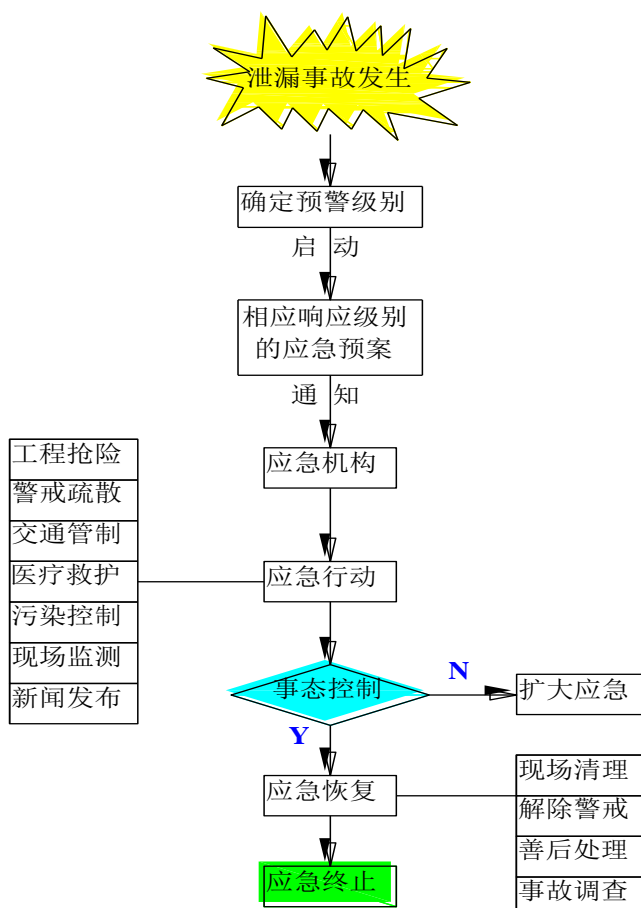 泄漏事故发生
确定预警级别
启动
相应响应级别
的应急预案
通知
应急机构
工程抢险
警戒疏散
交通管制
医疗救护
污染控制
现场监测
新闻发布
应急行动
事态控制
N
扩大应急
Y
应急恢复
现场清理
解除警戒
善后处理
事故调查
应急终止